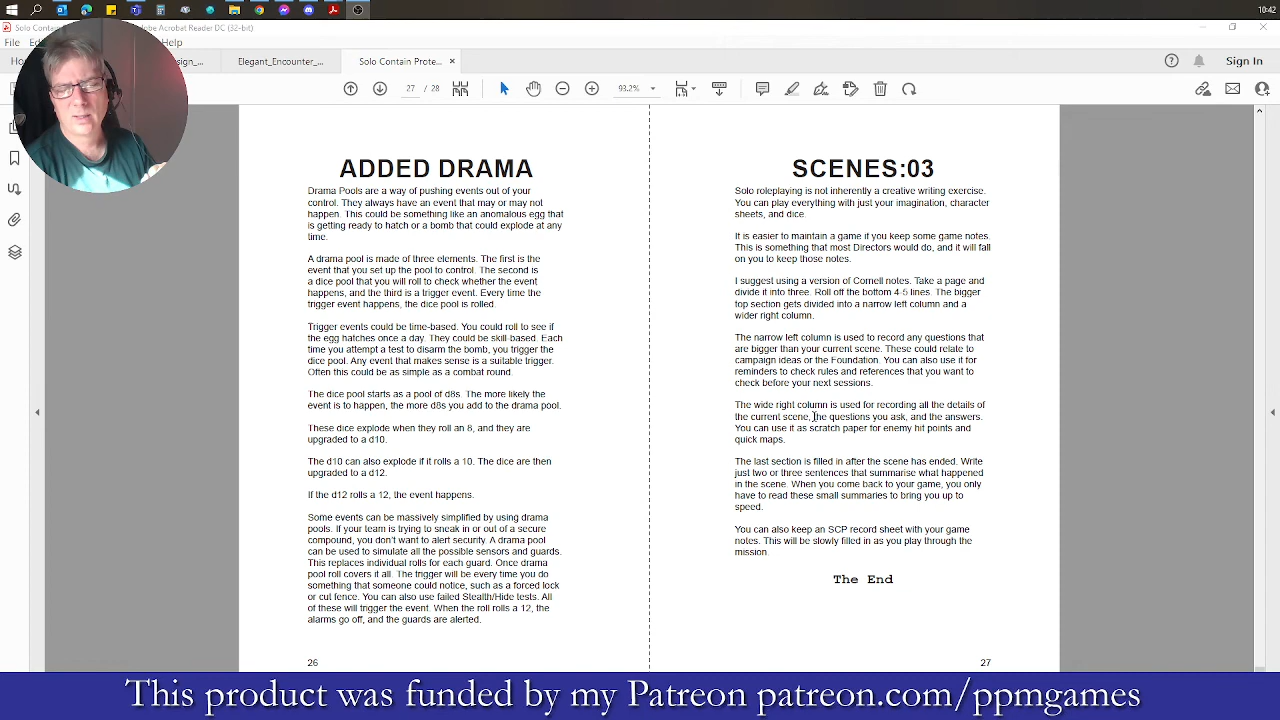 10:42
Solo Conta
dobe Acrobat Reader DC (32-bit)
File
Help
Elegant_Encounter_...
Solo Contain Prote...
Sign In
27 / 28
93.2%
ADDED DRAMA
Drama Pools are a way of pushing events out of your
control. They always have an event that may or may not
happen. This could be something like an anomalous egg that
is getting ready to hatch or a bomb that could explode at any
time.
A drama pool is made of three elements. The first is the
event that you set up the pool to control. The second is
a dice pool that you will roll to check whether the event
happens, and the third is a trigger event. Every time the
trigger event happens, the dice pool is rolled.
Trigger events could be time-based. You could roll to see if
the egg hatches once a day. They could be skill-based. Each
time you attempt a test to disarm the bomb, you trigger the
dice pool. Any event that makes sense is a suitable trigger.
Often this could be as simple as a combat round.
The dice pool starts as a pool of d8s. The more likely the
event is to happen, the more d8s you add to the drama pool.
These dice explode when they roll an 8, and they are
upgraded to a d10.
The d10 can also explode if it rolls a 10. The dice are then
upgraded to a d12.
If the d12 rolls a 12, the event happens.
Some events can be massively simplified by using drama
pools. If your team is trying to sneak in or out of a secure
compound, you don't want to alert security. A drama pool
can be used to simulate all the possible sensors and guards.
This replaces individual rolls for each guard. Once drama
pool roll covers it all. The trigger will be every time you do
something that someone could notice, such as a forced lock
or cut fence. You can also use failed Stealth/Hide tests. All
of these will trigger the event. When the roll rolls a 12, the
alarms go off, and the guards are alerted.
26
SCENES:03
Solo roleplaying is not inherently a creative writing exercise.
You can play everything with just your imagination, character
sheets, and dice.
It is easier to maintain a game if you keep some game notes.
This is something that most Directors would do, and it will fall
on you to keep those notes.
I suggest using a version of Cornell notes. Take a page and
divide it into three. Roll off the bottom 4-5 lines. The bigger
top section gets divided into a narrow left column and a
wider right column.
The narrow left column is used to record any questions that
are bigger than your current scene. These could relate to
campaign ideas or the Foundation. You can also use it for
reminders to check rules and references that you want to
check before your next sessions.
The wide right column is used for recording all the details of
the current scene, the questions you ask, and the answers.
You can use it as scratch paper for enemy hit points and
quick maps.
The last section is filled in after the scene has ended. Write
just two or three sentences that summarise what happened
in the scene. When you come back to your game, you only
have to read these small summaries to bring you up to
speed.
You can also keep an SCP record sheet with your game
notes. This will be slowly filled in as you play through the
mission.
The End
27
This product was funded by my Patreon patreon.com/ppmgames